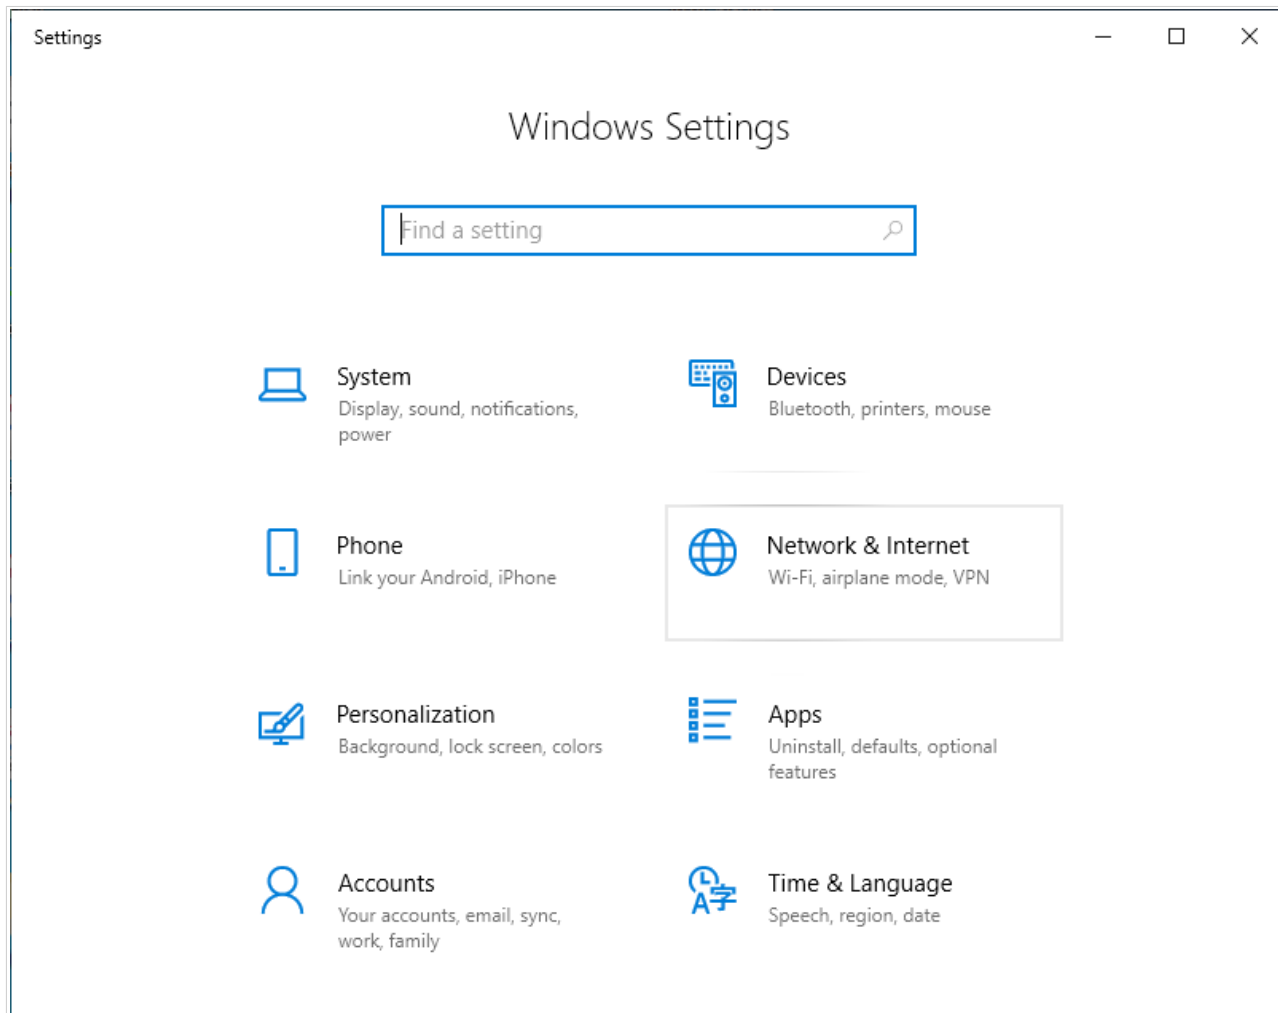 Settings
Windows Settings
Find a setting
System
Display, sound, notifications,
power
Devices
Bluetooth, printers, mouse
Phone
Link your Android, iPhone
Network & Internet
Wi-Fi, airplane mode, VPN
Personalization
Background, lock screen, colors
Apps
Uninstall, defaults, optional
features
Accounts
Your accounts, email, sync,
work, family
Time & Language
Speech, region, date